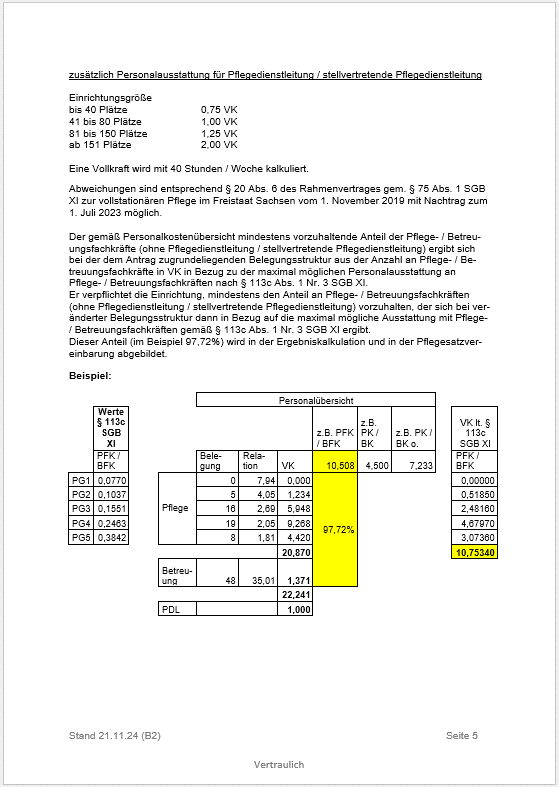 zusätzlich Personalausstattung für Pflegedienstleitung / stellvertretende Pflegedienstleitung
Einrichtungsgröße
bis 40 Plätze 0,75 VK
41 bis 80 Plätze 1,00 VK
81 bis 150 Plätze 1,25 VK
ab 151 Plätze 2,00 VK
Eine Vollkraft wird mit 40 Stunden / Woche kalkuliert.
Abweichungen sind entsprechend § 20 Abs. 6 des Rahmenvertrages gem. § 75 Abs. 1 SGB
XI zur vollstationären Pflege im Freistaat Sachsen vom 1. November 2019 mit Nachtrag zum
1. Juli 2023 möglich.
Der gemäß Personalkostenübersicht mindestens vorzuhaltende Anteil der Pflege- / Betreu-
ungsfachkräfte (ohne Pflegedienstleitung / stellvertretende Pflegedienstleitung) ergibt sich
bei der dem Antrag zugrundeliegenden Belegungsstruktur aus der Anzahl an Pflege- / Be-
treuungsfachkräfte in VK in Bezug zu der maximal möglichen Personalausstattung an
Pflege- / Betreuungsfachkräften nach § 113c Abs. 1 Nr. 3 SGB XI.
Er verpflichtet die Einrichtung, mindestens den Anteil an Pflege- / Betreuungsfachkräften
(ohne Pflegedienstleitung / stellvertretende Pflegedienstleitung) vorzuhalten, der sich bei ver-
änderter Belegungsstruktur dann in Bezug auf die maximal mögliche Ausstattung mit Pflege-
/ Betreuungsfachkräften gemäß § 113c Abs. 1 Nr. 3 SGB XI ergibt.
Dieser Anteil (im Beispiel 97,72%) wird in der Ergebniskalkulation und in der Pflegesatzver-
einbarung abgebildet.
Beispiel:
Personalübersicht
Werte
§ 113c
SGB
XI
z.B. PFK
/ BFK
z.B.
PK /
BK
z.B. PK /
BK o.
VK lt. §
113c
SGB XI
PFK /
BFK
Bele-
gung
Rela-
tion
VK 10,508 4,500 7,233
PFK /
BFK
PG1 0,0770 0 7,94 0,000 0,00000
PG2 0,1037 5 4,05 1,234 0,51850
PG3 0,1551 Pflege 16 2,69 5,948 2,48160
PG4 0,2463 19 2,05 9,268 97,72% 4,67970
PG5 0,3842 8 1,81 4,420 3,07360
20,870 10,75340
Betreu-
ung 48 35,01 1,371
22,241
PDL 1,000
Stand 21.11.24 (B2) Seite 5
Vertraulich